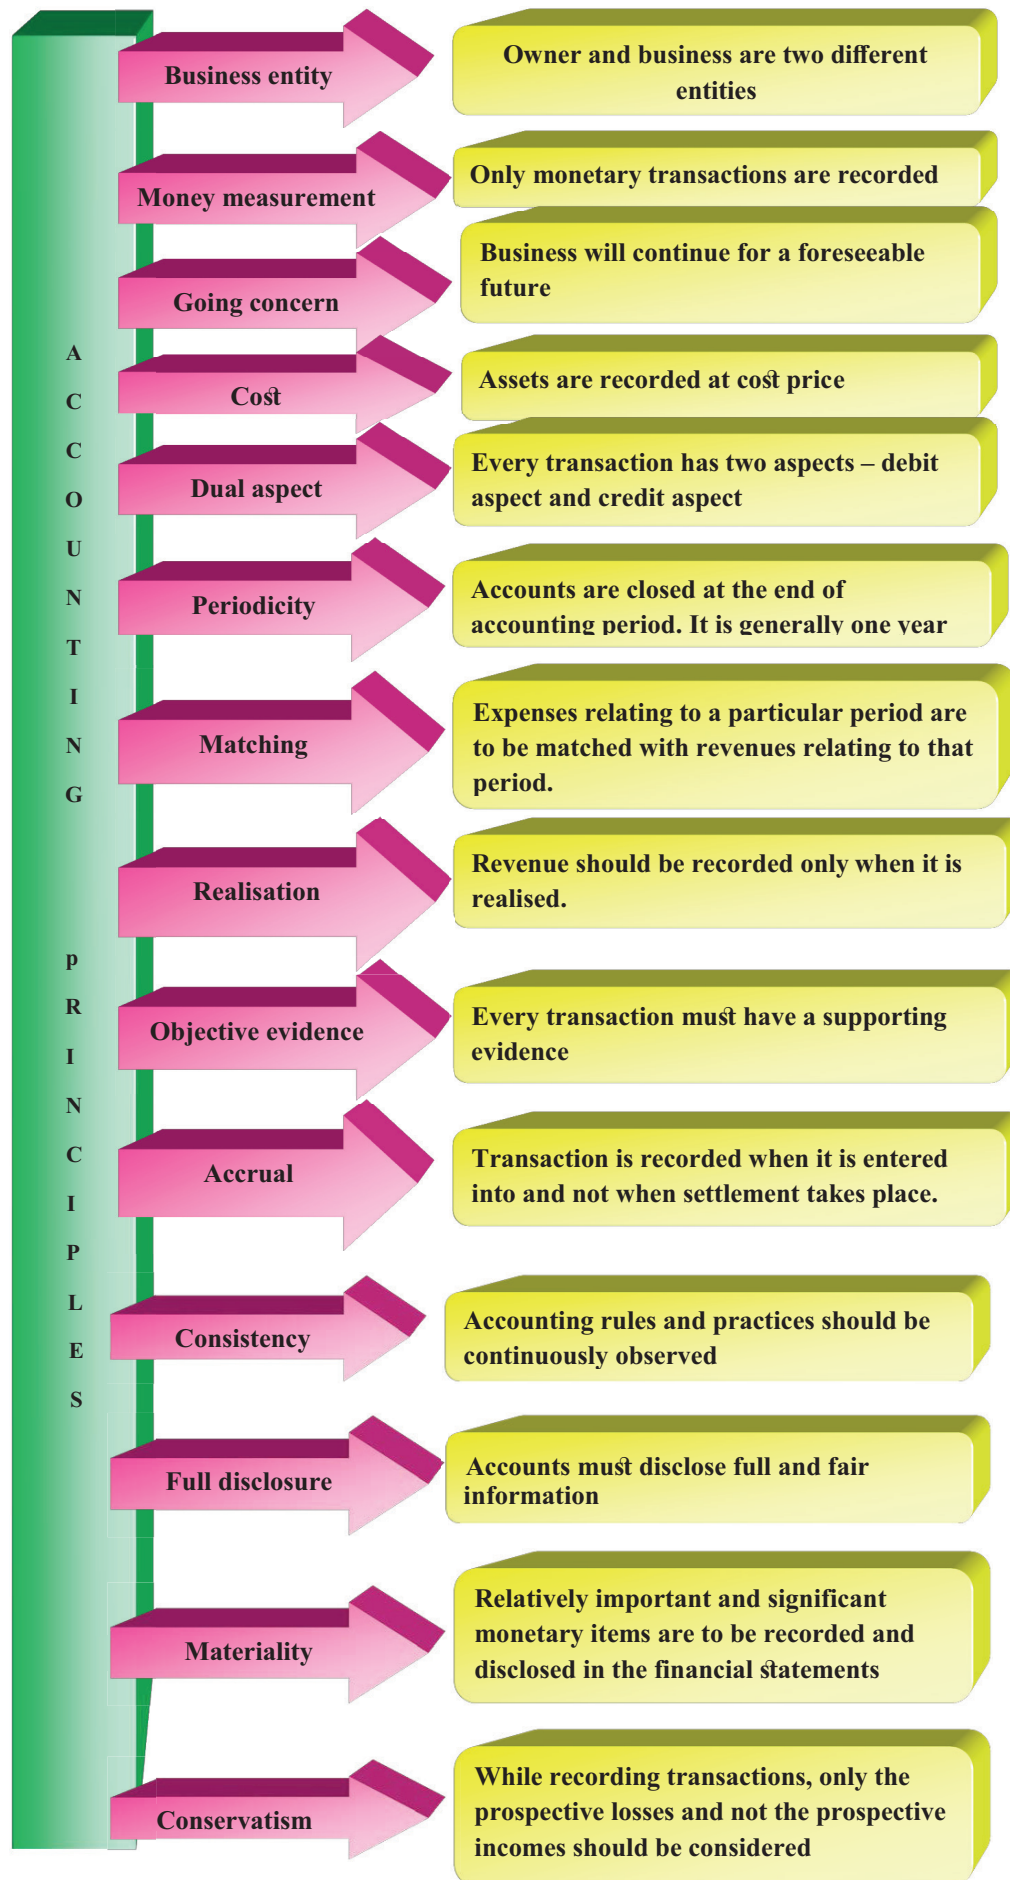 ACCOUNTING pRINCIPLES
Business entity
Owner and business are two different
entities
Money measurement
Only monetary transactions are recorded
Going concern
Business will continue for a foreseeable
future
Cost
Assets are recorded at cost price
Dual aspect
Every transaction has two aspects – debit
aspect and credit aspect
Periodicity
Accounts are closed at the end of
accounting period. It is generally one year
Matching
Expenses relating to a particular period are
to be matched with revenues relating to that
period.
Realisation
Revenue should be recorded only when it is
realised.
Objective evidence
Every transaction must have a supporting
evidence
Accrual
Transaction is recorded when it is entered
into and not when settlement takes place.
Consistency
Accounting rules and practices should be
continuously observed
Full disclosure
Accounts must disclose full and fair
information
Materiality
Relatively important and significant
monetary items are to be recorded and
disclosed in the financial statements
Conservatism
While recording transactions, only the
prospective losses and not the prospective
incomes should be considered